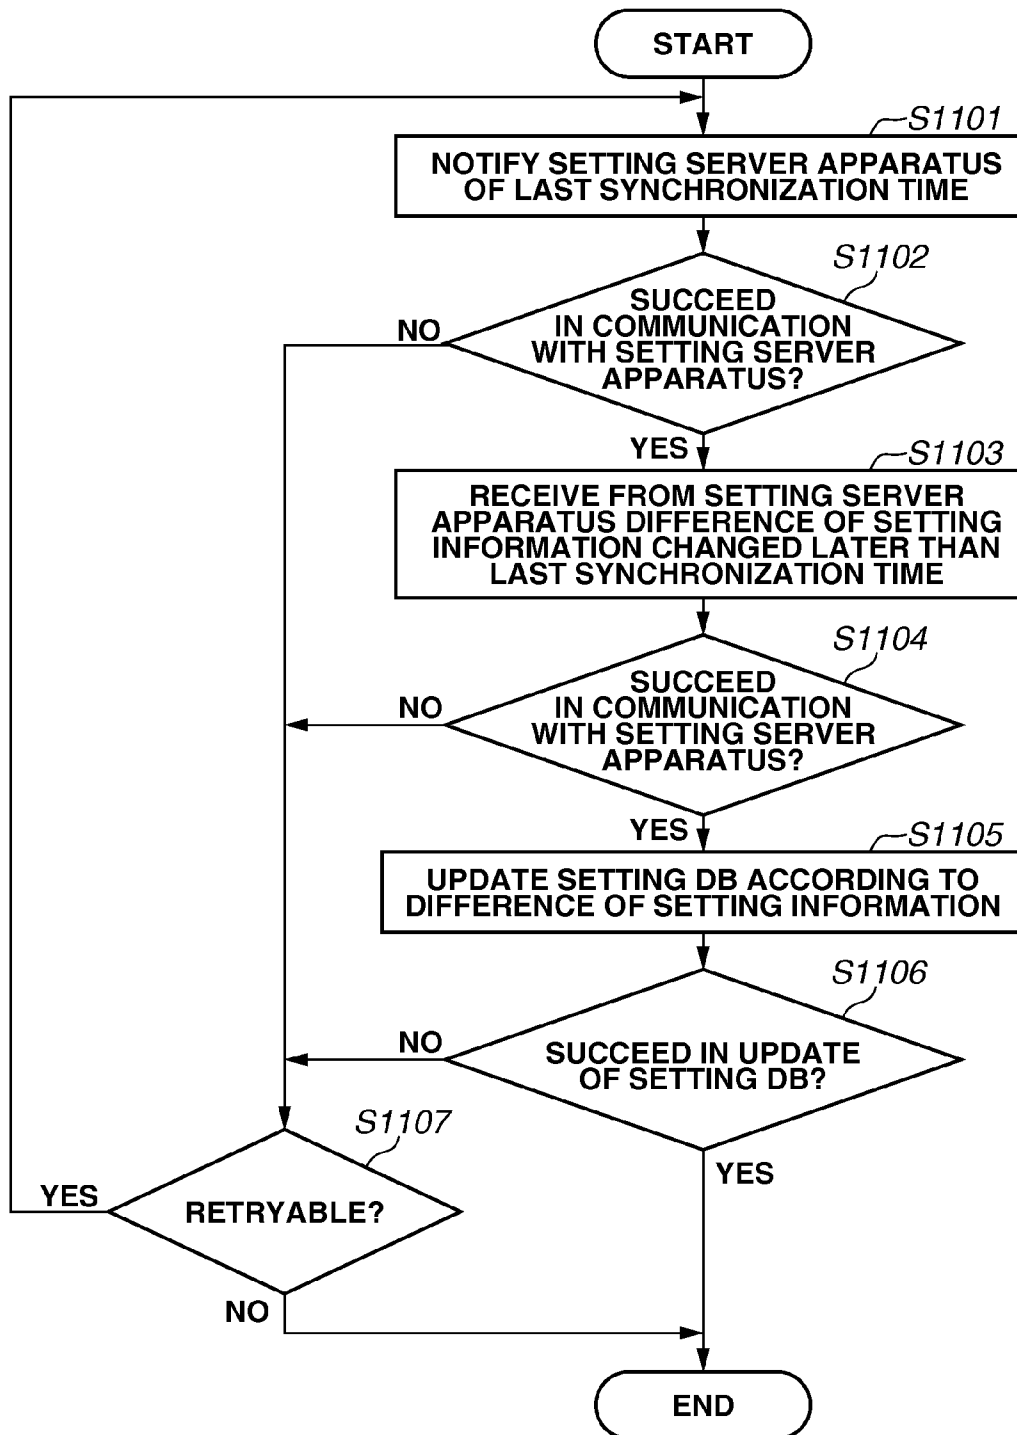 START
S1101
NOTIFY SETTING SERVER APPARATUS
OF LAST SYNCHRONIZATION TIME
S1102
SUCCEED
IN COMMUNICATION
WITH SETTING SERVER
APPARATUS?
NO
YES
S1103
RECEIVE FROM SETTING SERVER
APPARATUS DIFFERENCE OF SETTING
INFORMATION CHANGED LATER THAN
LAST SYNCHRONIZATION TIME
S1104
SUCCEED
IN COMMUNICATION
WITH SETTING SERVER
APPARATUS?
NO
YES
S1105
UPDATE SETTING DB ACCORDING TO
DIFFERENCE OF SETTING INFORMATION
S1106
SUCCEED IN UPDATE
OF SETTING DB?
NO
YES
S1107
RETRYABLE?
YES
NO
END